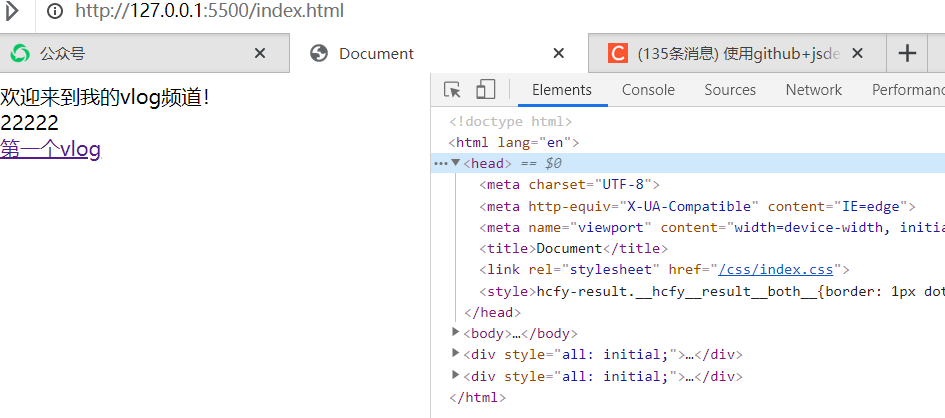 http://127.0.0.1:5500/index.html
公众号 × Document × C (135条消息) 使用github+jsde × +
欢迎来到我的vlog频道！
22222
第一个vlog
Elements Console Sources Network Performanc
<!doctype html>
<html lang="en">
… ▼<head> == $0
<meta charset="UTF-8">
<meta http-equiv="X-UA-Compatible" content="IE=edge">
<meta name="viewport" content="width=device-width, initia
<title>Document</title>
<link rel="stylesheet" href="/css/index.css">
<style>hcfy-result.__hcfy__result__both__{border: 1px dot
</head>
▶<body>…</body>
▶<div style="all: initial;">…</div>
▶<div style="all: initial;">…</div>
</html>